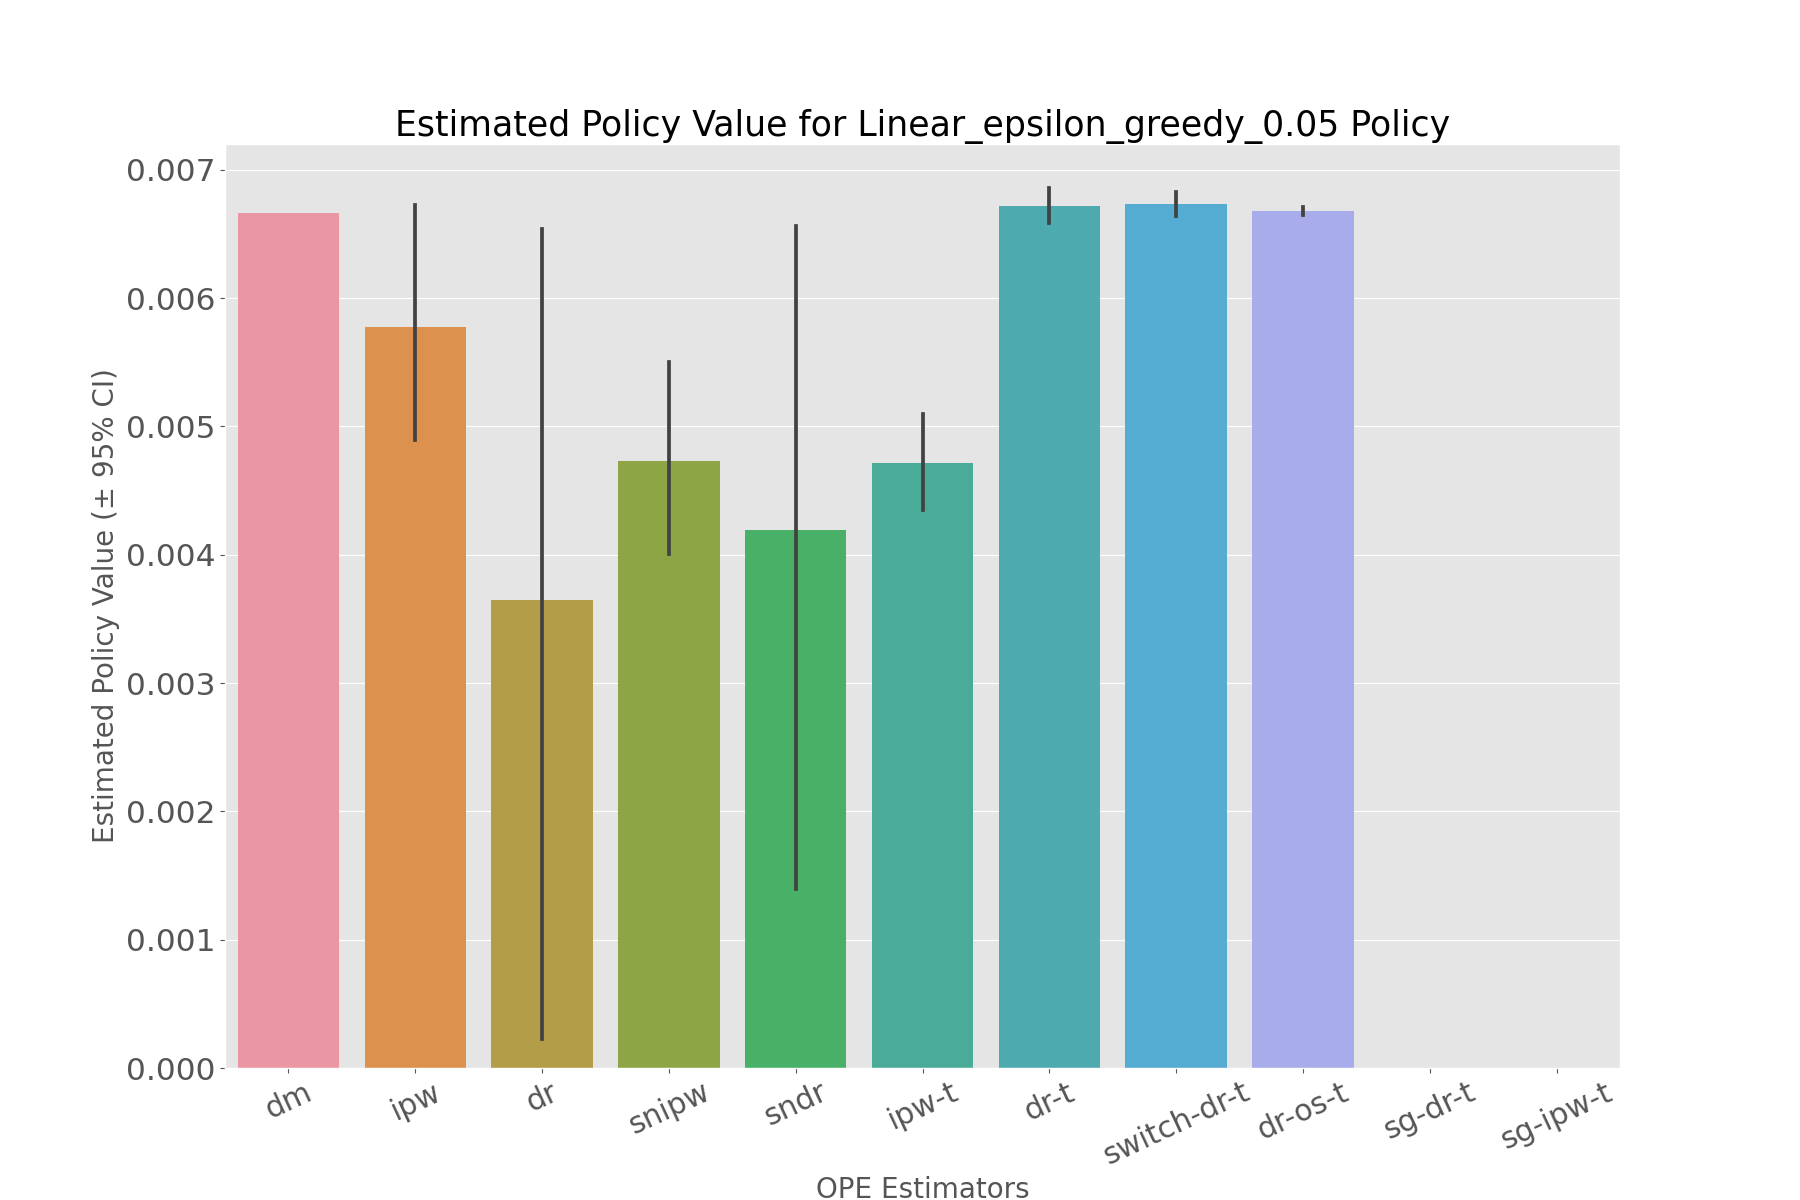 Estimated Policy Value for Linear_epsilon_greedy_0.05 Policy
Estimated Policy Value (± 95% CI)
0.007
0.006
0.005
0.004
0.003
0.002
0.001
0.000
dm
ipw
dr
snipw
sndr
ipw-t
dr-t
switch-dr-t
dr-os-t
sg-dr-t
sg-ipw-t
OPE Estimators